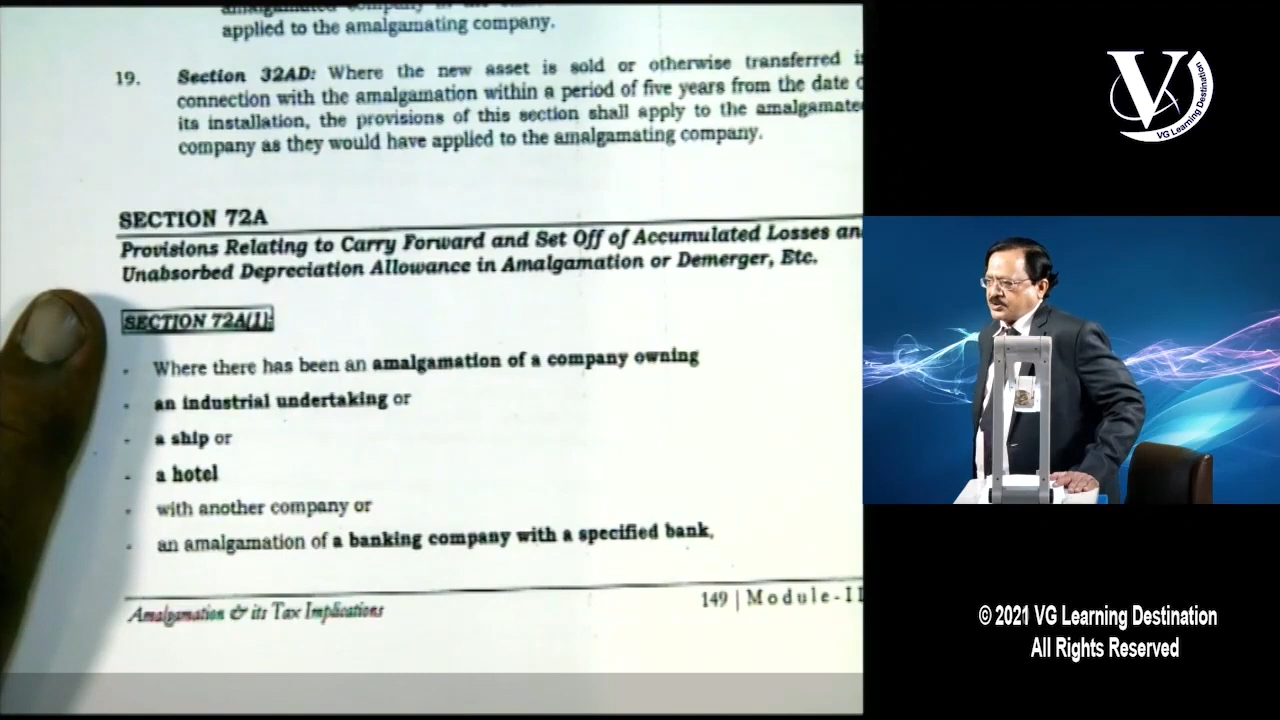 applied to the amalgamating company.
19. Section 32AD: Where the new asset is sold or otherwise transferred
connection with the amalgamation within a period of five years from the date
its installation, the provisions of this section shall apply to the
company as they would have applied to the amalgamating company.
SECTION 72A
Provisions Relating to Carry Forward and Set Off of Accumulated Losses
Unabsorbed Depreciation Allowance in Amalgamation or Demerger, Etc.
SECTION 72A(1):
Where there has been an amalgamation of a company owning
- an industrial undertaking or
- a ship or
- a hotel
with another company or
an amalgamation of a banking company with a specified bank,
Amalgamation & its Tax Implications
149 | Module-II
V
VG Learning Destination
© 2021 VG Learning Destination
All Rights Reserved